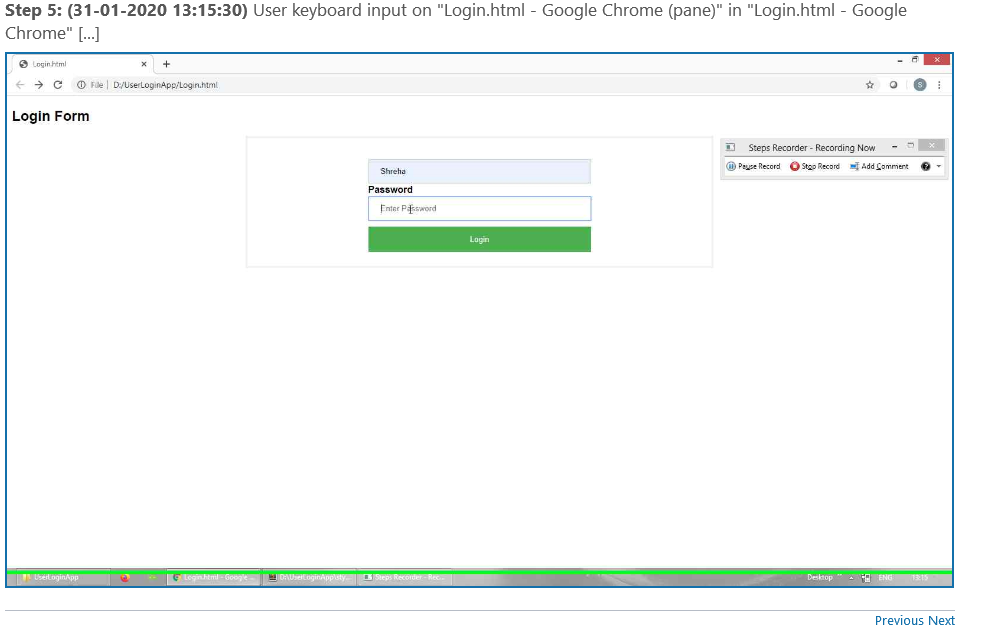 Step 5: (31-01-2020 13:15:30) User keyboard input on "Login.html - Google Chrome (pane)" in "Login.html - Google
Chrome" [...]
Login.html
File | D:/UserLoginApp/Login.html
S
Login Form
Steps Recorder - Recording Now
Pause Record Stop Record Add Comment
Shreha
Password
Enter Password
Login
UserLoginApp Login.html - Google ... D:\UserLoginApp\sty... Steps Recorder - Rec... Desktop ENG 13:15
Previous Next